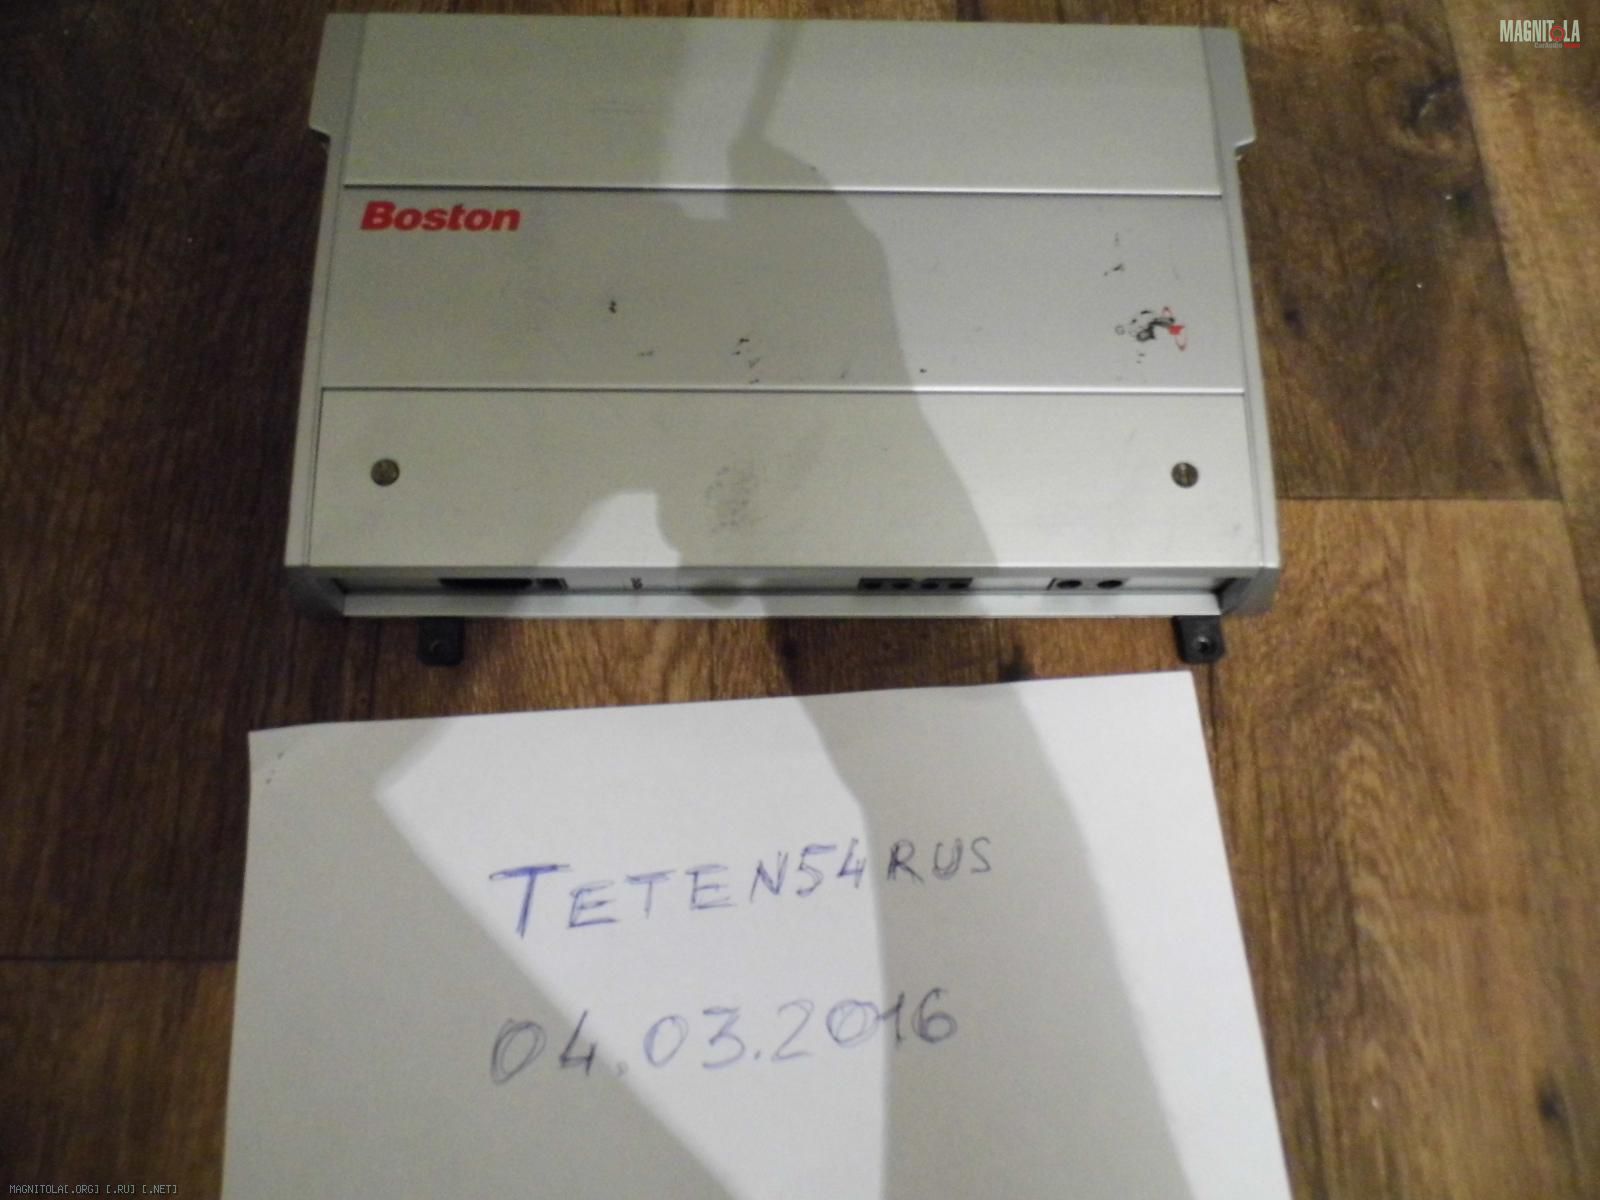 MAGNITOLA
Boston
TETEN54RUS
04.03.2016
MAGNITOLA[.ORG] [.RU] [.NET]